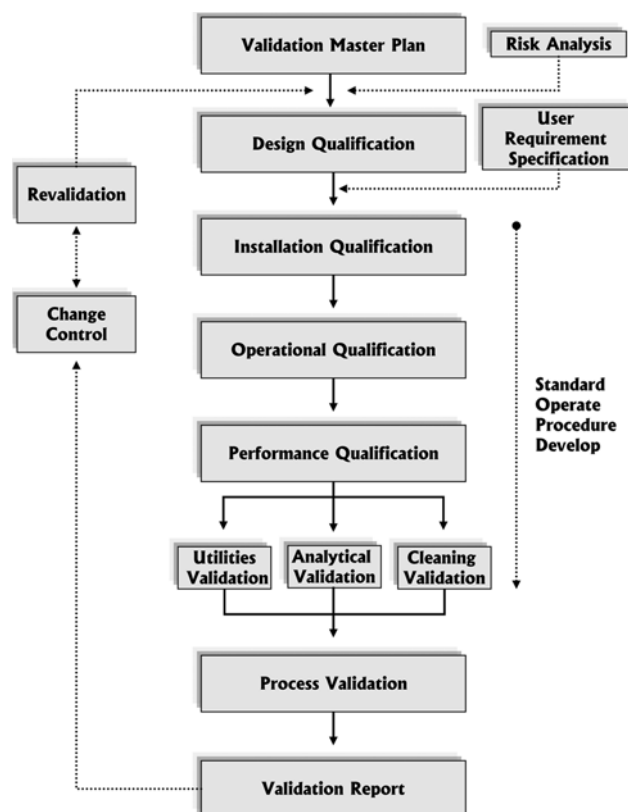 Validation Master Plan
Risk Analysis
Design Qualification
User
Requirement
Specification
Revalidation
Installation Qualification
Change
Control
Operational Qualification
Standard
Operate
Procedure
Develop
Performance Qualification
Utilities
Validation
Analytical
Validation
Cleaning
Validation
Process Validation
Validation Report